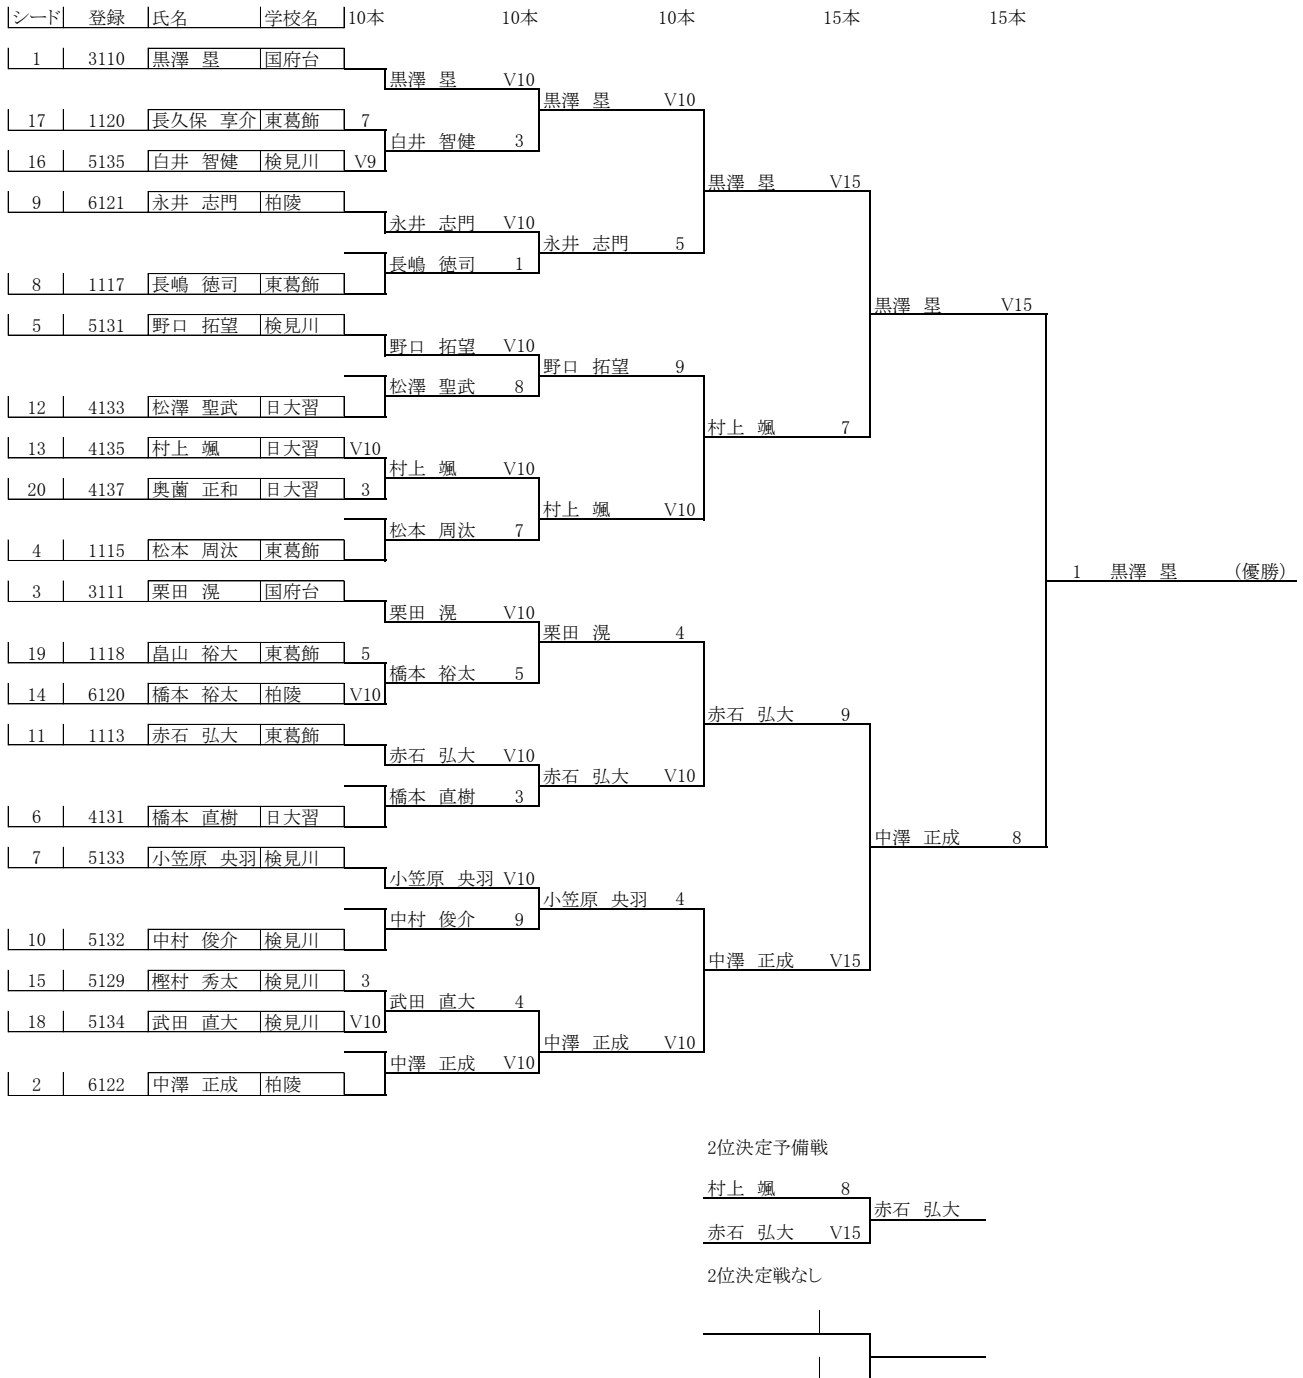 シード 登録 氏名 学校名 10本 10本 10本 15本 15本
1 3110 黒澤 塁 国府台
黒澤 塁 V10
黒澤 塁 V10
17 1120 長久保 享介 東葛飾 7
白井 智健 3
16 5135 白井 智健 検見川 V9
黒澤 塁 V15
9 6121 永井 志門 柏陵
永井 志門 V10
永井 志門 5
長嶋 徳司 1
8 1117 長嶋 徳司 東葛飾
黒澤 塁 V15
5 5131 野口 拓望 検見川
野口 拓望 V10
野口 拓望 9
松澤 聖武 8
12 4133 松澤 聖武 日大習
村上 颯 7
13 4135 村上 颯 日大習 V10
村上 颯 V10
20 4137 奥薗 正和 日大習 3
村上 颯 V10
松本 周汰 7
4 1115 松本 周汰 東葛飾
1 黒澤 塁 (優勝)
3 3111 栗田 滉 国府台
栗田 滉 V10
栗田 滉 4
19 1118 畠山 裕大 東葛飾 5
橋本 裕太 5
14 6120 橋本 裕太 柏陵 V10
赤石 弘大 9
11 1113 赤石 弘大 東葛飾
赤石 弘大 V10
赤石 弘大 V10
橋本 直樹 3
6 4131 橋本 直樹 日大習
中澤 正成 8
7 5133 小笠原 央羽 検見川
小笠原 央羽 V10
小笠原 央羽 4
中村 俊介 9
10 5132 中村 俊介 検見川
中澤 正成 V15
15 5129 樫村 秀太 検見川 3
武田 直大 4
18 5134 武田 直大 検見川 V10
中澤 正成 V10
中澤 正成 V10
2 6122 中澤 正成 柏陵
2位決定予備戦
村上 颯 8
赤石 弘大
赤石 弘大 V15
2位決定戦なし